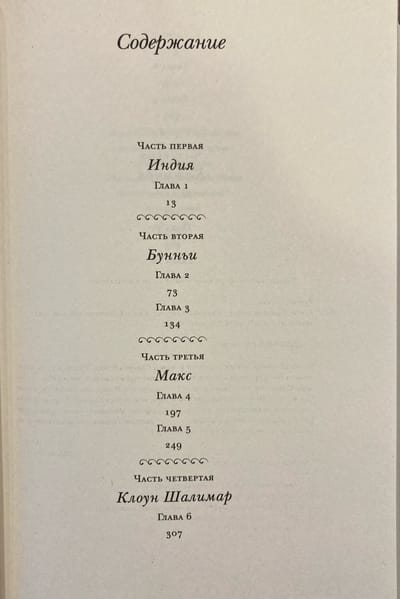 Содержание
Часть первая
Индия
Глава 1
13
Часть вторая
Бунньи
Глава 2
73
Глава 3
134
Часть третья
Макс
Глава 4
197
Глава 5
249
Часть четвертая
Клоун Шалимар
Глава 6
307